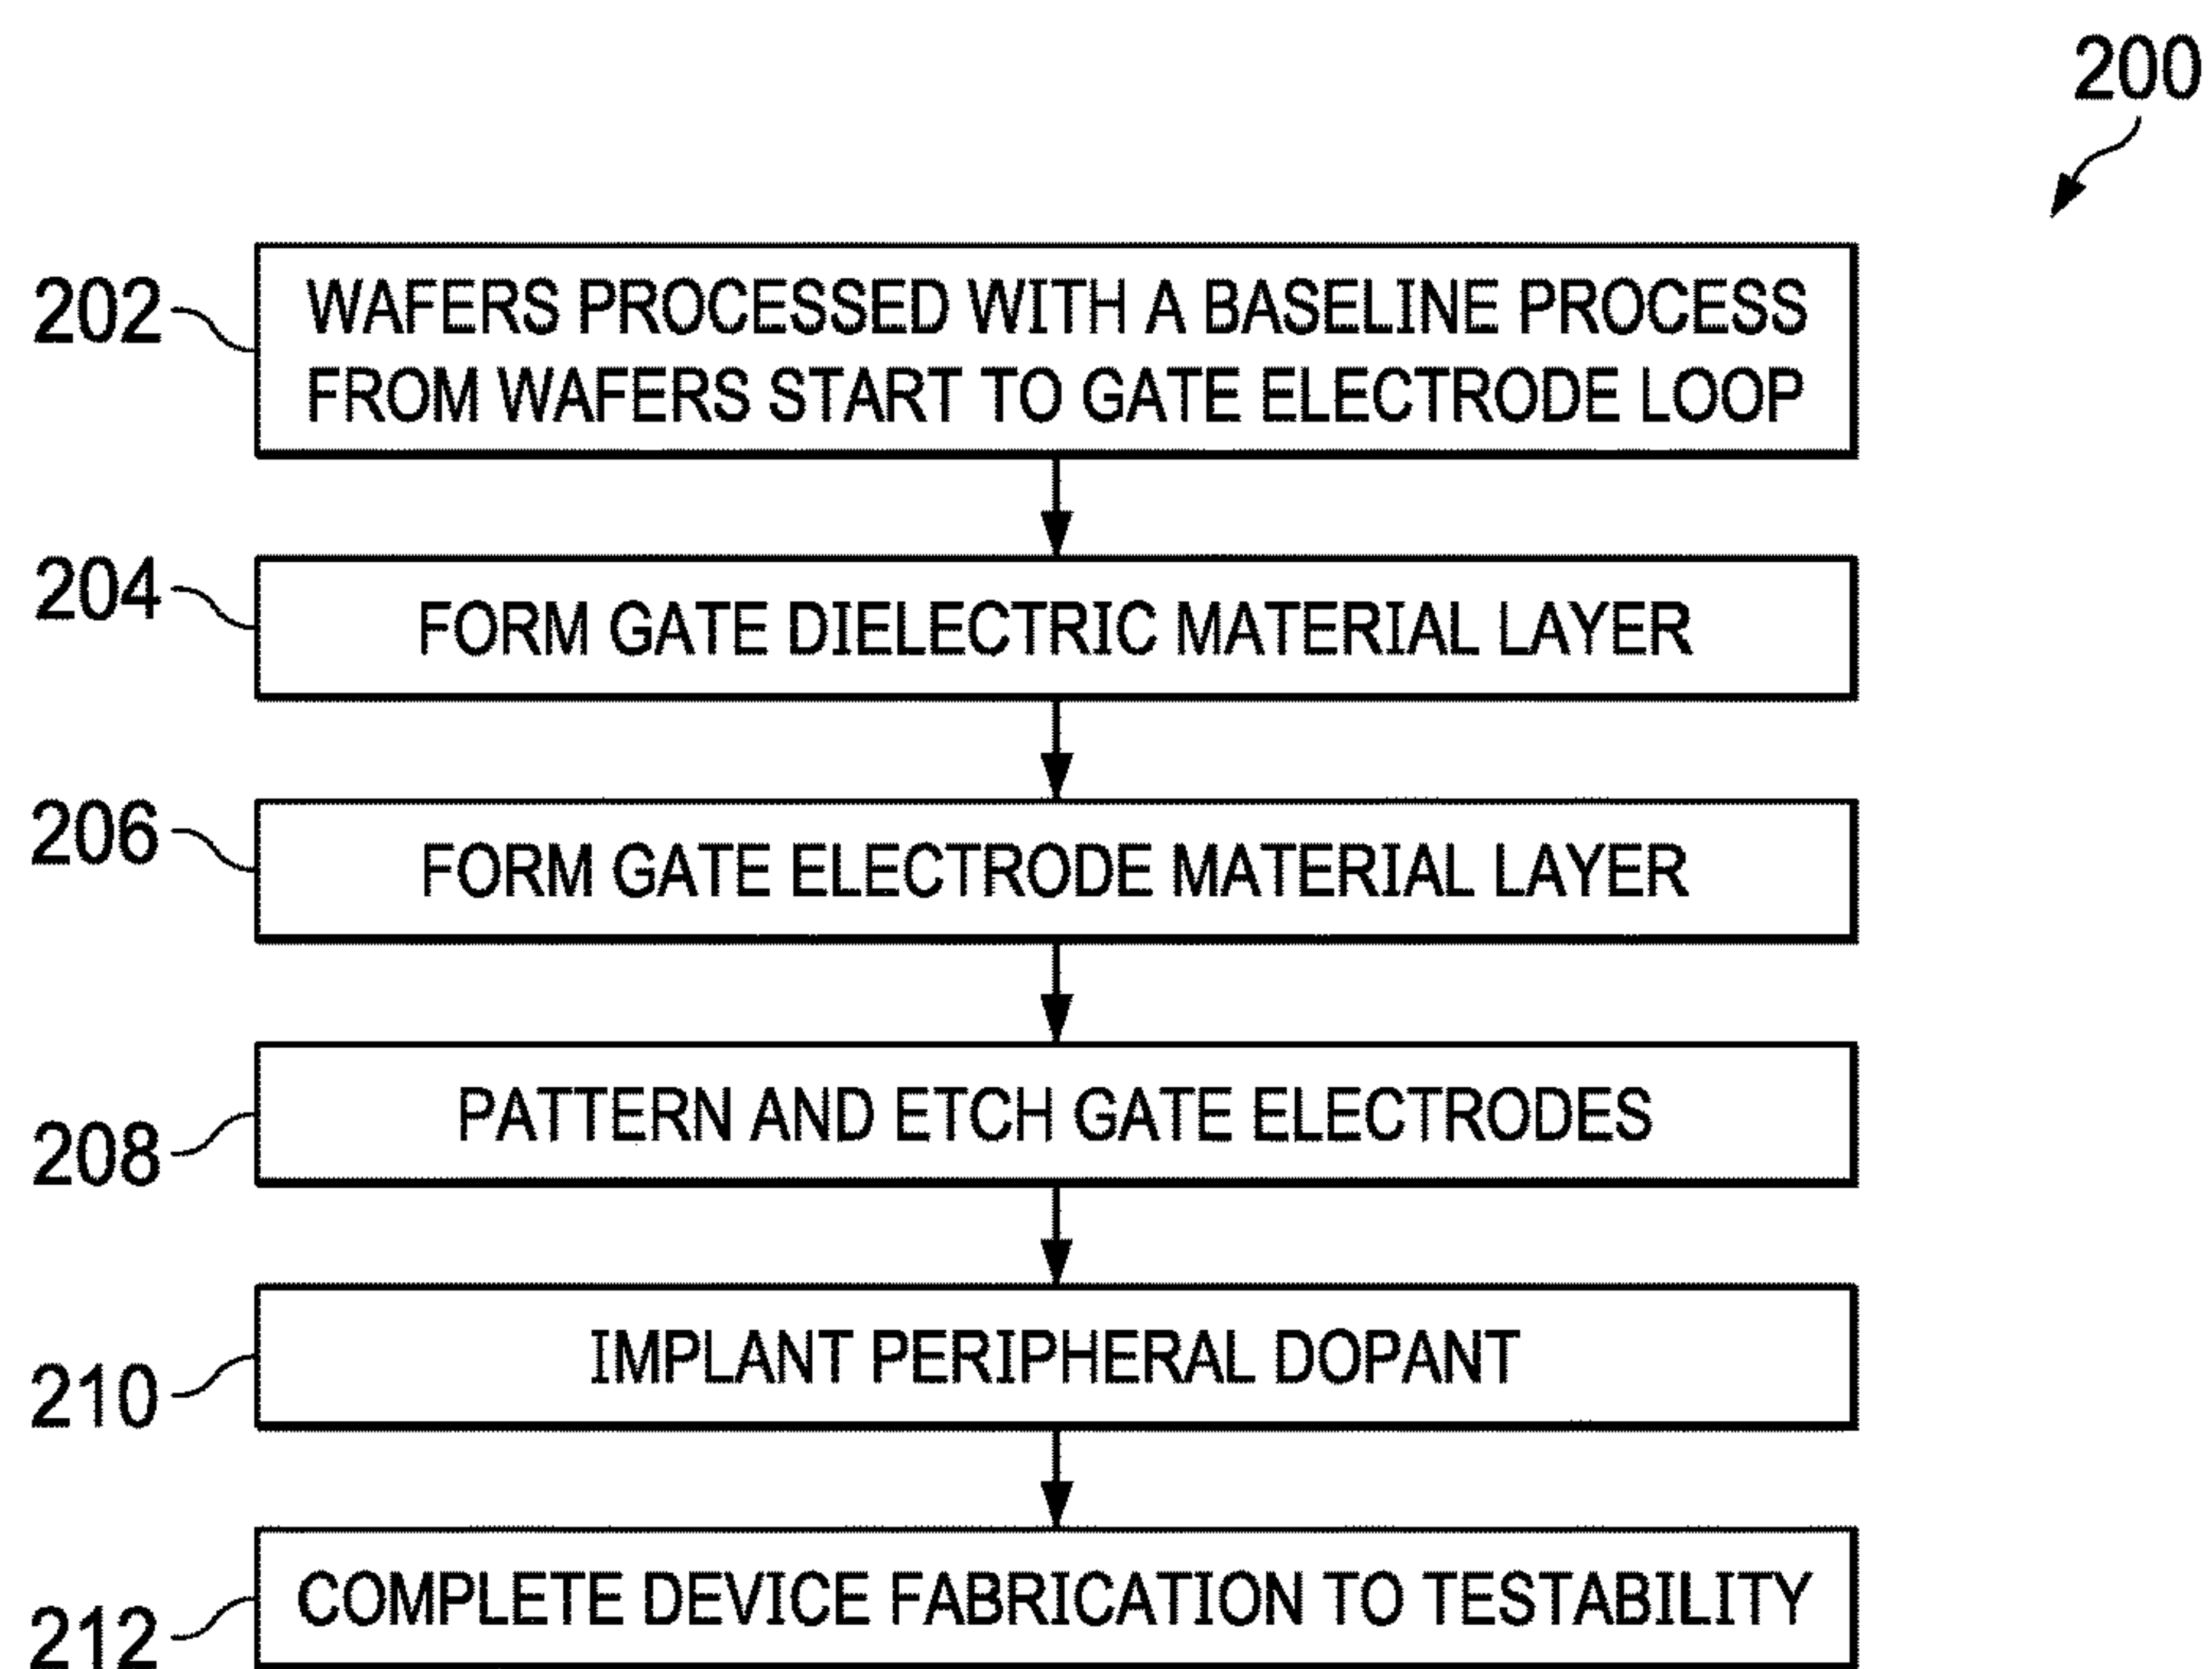 200
202
WAFERS PROCESSED WITH A BASELINE PROCESS
FROM WAFERS START TO GATE ELECTRODE LOOP
204
FORM GATE DIELECTRIC MATERIAL LAYER
206
FORM GATE ELECTRODE MATERIAL LAYER
208
PATTERN AND ETCH GATE ELECTRODES
210
IMPLANT PERIPHERAL DOPANT
212
COMPLETE DEVICE FABRICATION TO TESTABILITY